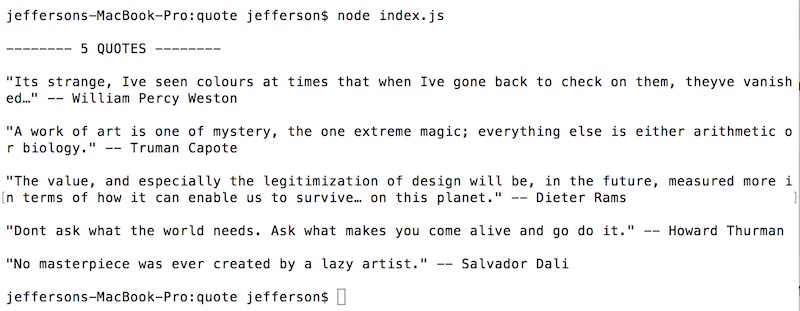 jeffersons-MacBook-Pro:quote jefferson$ node index.js
-------- 5 QUOTES --------
"Its strange, Ive seen colours at times that when Ive gone back to check on them, theyve vanish
ed…" -- William Percy Weston
"A work of art is one of mystery, the one extreme magic; everything else is either arithmetic o
r biology." -- Truman Capote
"The value, and especially the legitimization of design will be, in the future, measured more i
[n terms of how it can enable us to survive… on this planet." -- Dieter Rams ]
"Dont ask what the world needs. Ask what makes you come alive and go do it." -- Howard Thurman
"No masterpiece was ever created by a lazy artist." -- Salvador Dali
jeffersons-MacBook-Pro:quote jefferson$